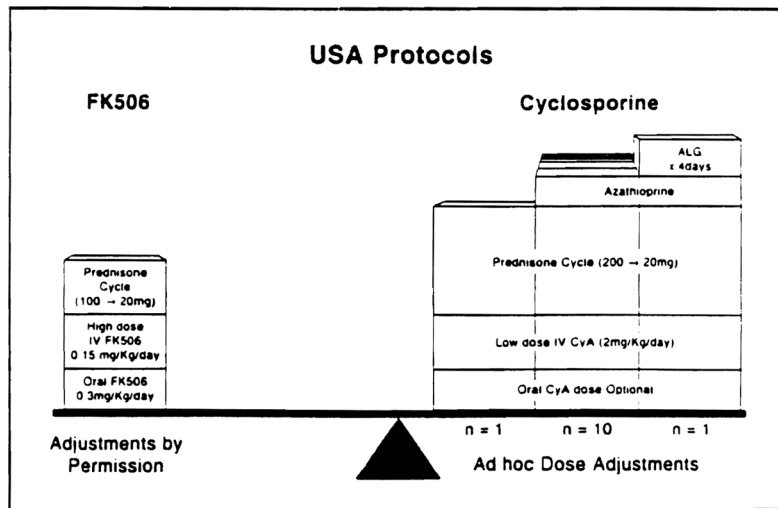 USA Protocols
FK506
Cyclosporine
ALG
x 4days
Azathioprine
Prednisone Cycle (200 → 20mg)
Low dose IV CyA (2mg/Kg/day)
Oral CyA dose Optional
Prednisone
Cycle
(100 → 20mg)
High dose
IV FK506
0.15 mg/Kg/day
Oral FK506
0.3mg/Kg/day
n = 1
n = 10
n = 1
Adjustments by
Permission
Ad hoc Dose Adjustments